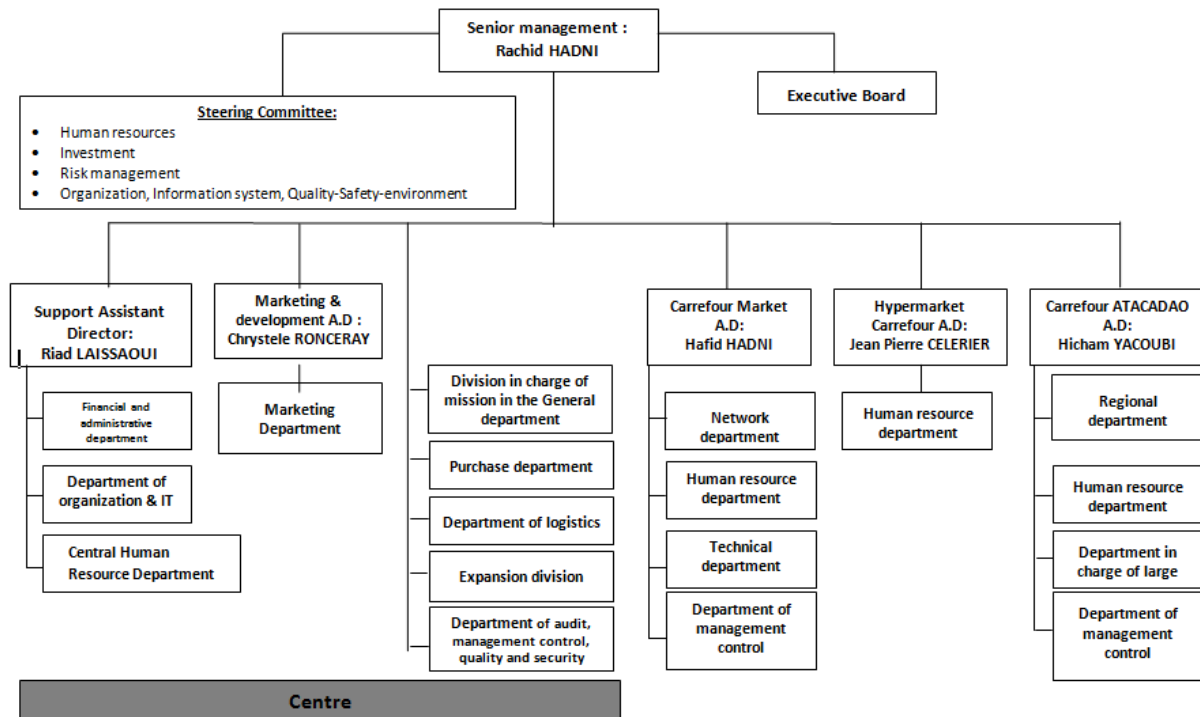 Senior management :
Rachid HADNI
Executive Board
Steering Committee:
• Human resources
• Investment
• Risk management
• Organization, Information system, Quality-Safety-environment
Support Assistant
Director:
Riad LAISSAOUI
Marketing &
development A.D :
Chrystele RONCERAY
Carrefour Market
A.D:
Hafid HADNI
Hypermarket
Carrefour A.D:
Jean Pierre CELERIER
Carrefour ATACADAO
A.D:
Hicham YACOUBI
Financial and
administrative
department
Department of
organization & IT
Central Human
Resource Department
Marketing
Department
Division in charge of
mission in the General
department
Purchase department
Department of logistics
Expansion division
Department of audit,
management control,
quality and security
Network
department
Human resource
department
Technical
department
Department of
management
control
Human resource
department
Regional
department
Human resource
department
Department in
charge of large
Department of
management
control
Centre